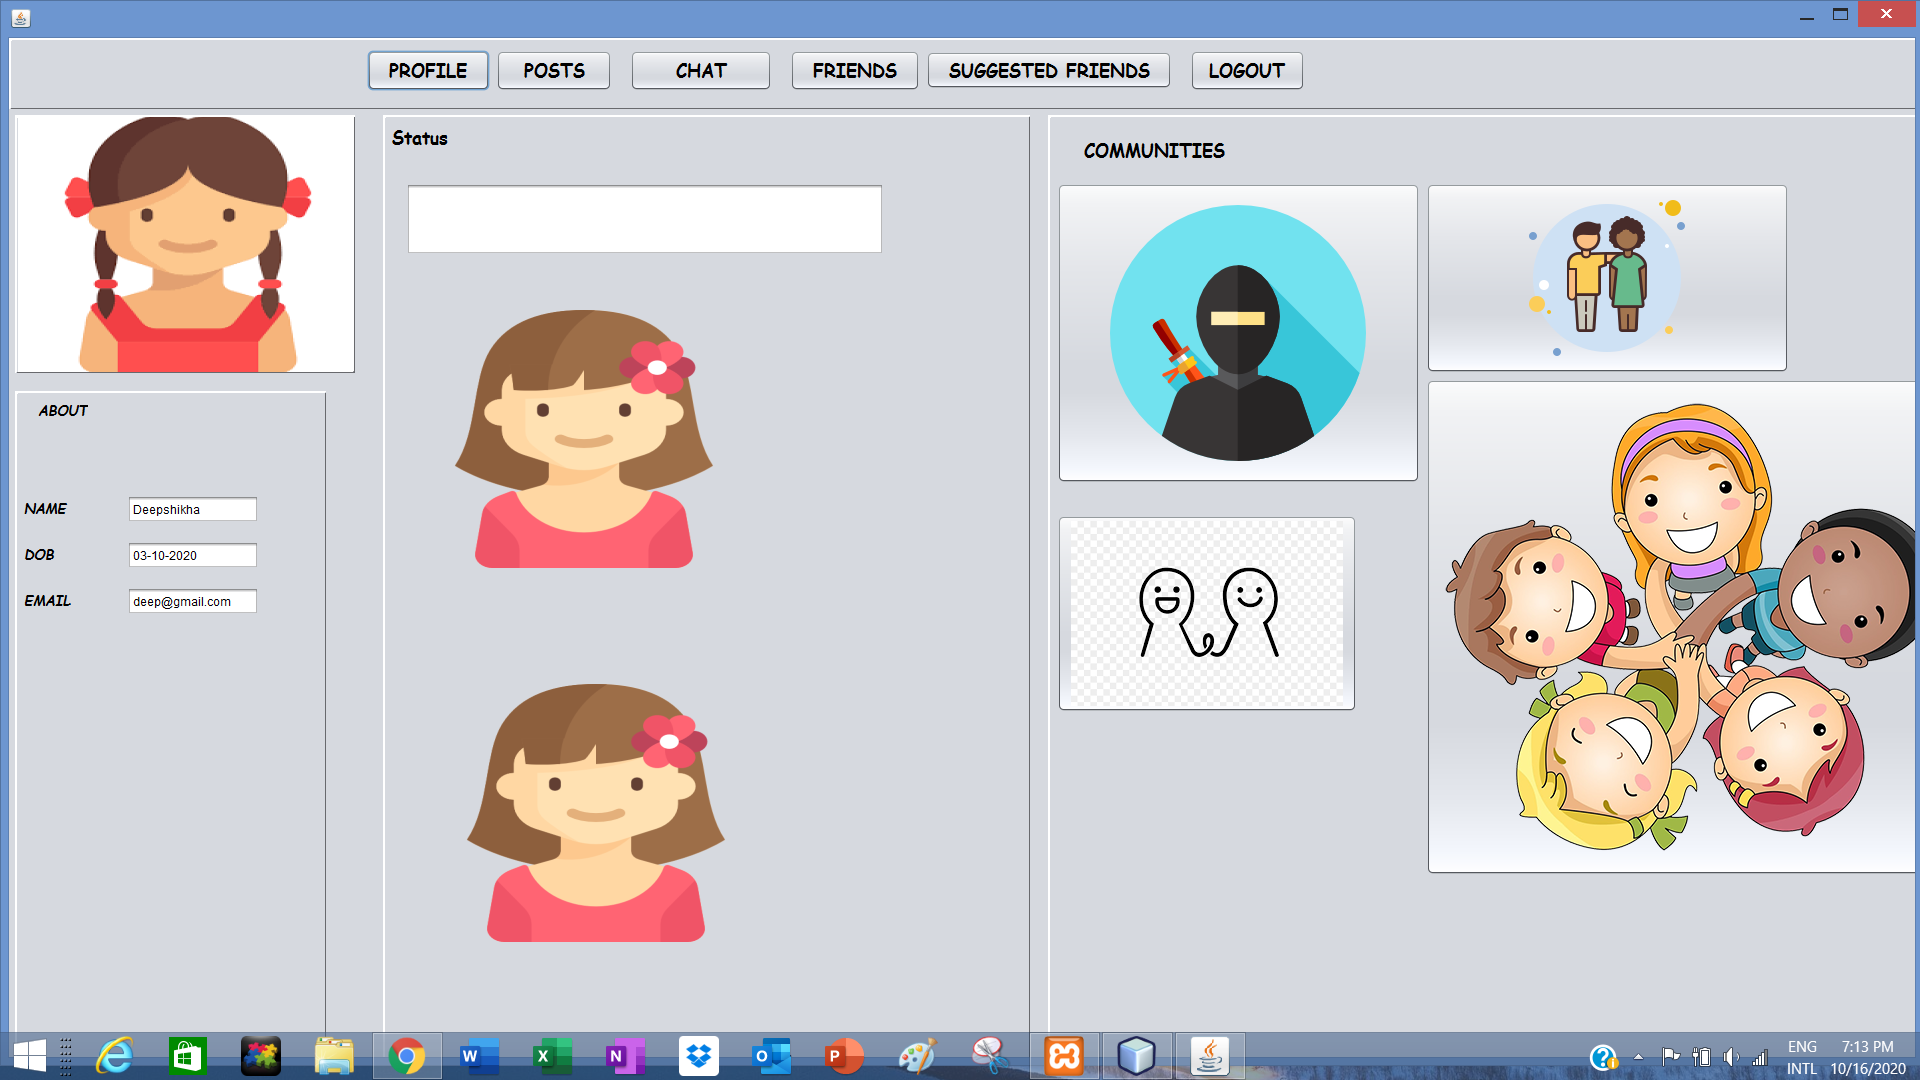 PROFILE POSTS CHAT FRIENDS SUGGESTED FRIENDS LOGOUT
Status
COMMUNITIES
ABOUT
NAME Deepshikha
DOB 03-10-2020
EMAIL deep@gmail.com
W X N O P
ENG 7:13 PM
INTL 10/16/2020